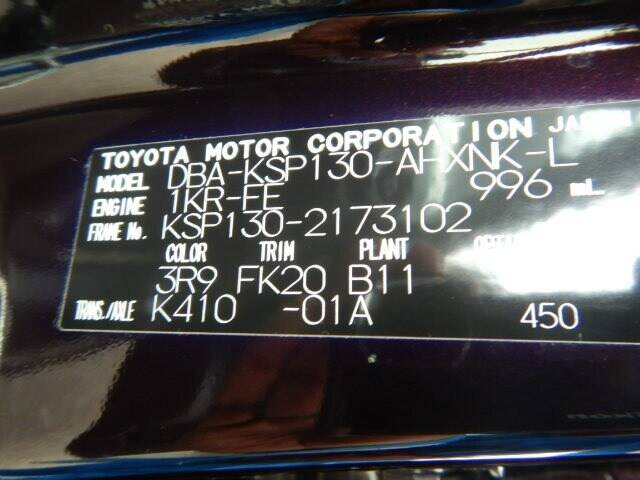 TOYOTA MOTOR CORPORATION JAPAN
MODEL DBA-KSP130-AHXNK-L
ENGINE 1KR-FE 996 mL
FRAME No. KSP130-2173102
COLOR TRIM PLANT
3R9 FK20 B11
TRANS./AXLE K410 -01A 450